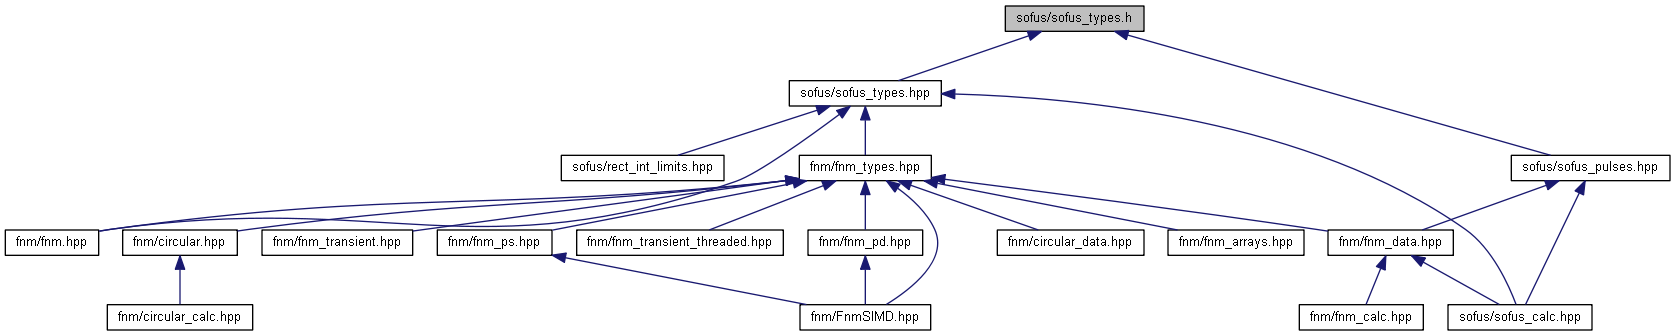 sofus/sofus_types.h
sofus/sofus_types.hpp
sofus/rect_int_limits.hpp
fnm/fnm_types.hpp
sofus/sofus_pulses.hpp
fnm/fnm.hpp
fnm/circular.hpp
fnm/fnm_transient.hpp
fnm/fnm_ps.hpp
fnm/fnm_transient_threaded.hpp
fnm/fnm_pd.hpp
fnm/circular_data.hpp
fnm/fnm_arrays.hpp
fnm/fnm_data.hpp
fnm/circular_calc.hpp
fnm/FnmSIMD.hpp
fnm/fnm_calc.hpp
sofus/sofus_calc.hpp